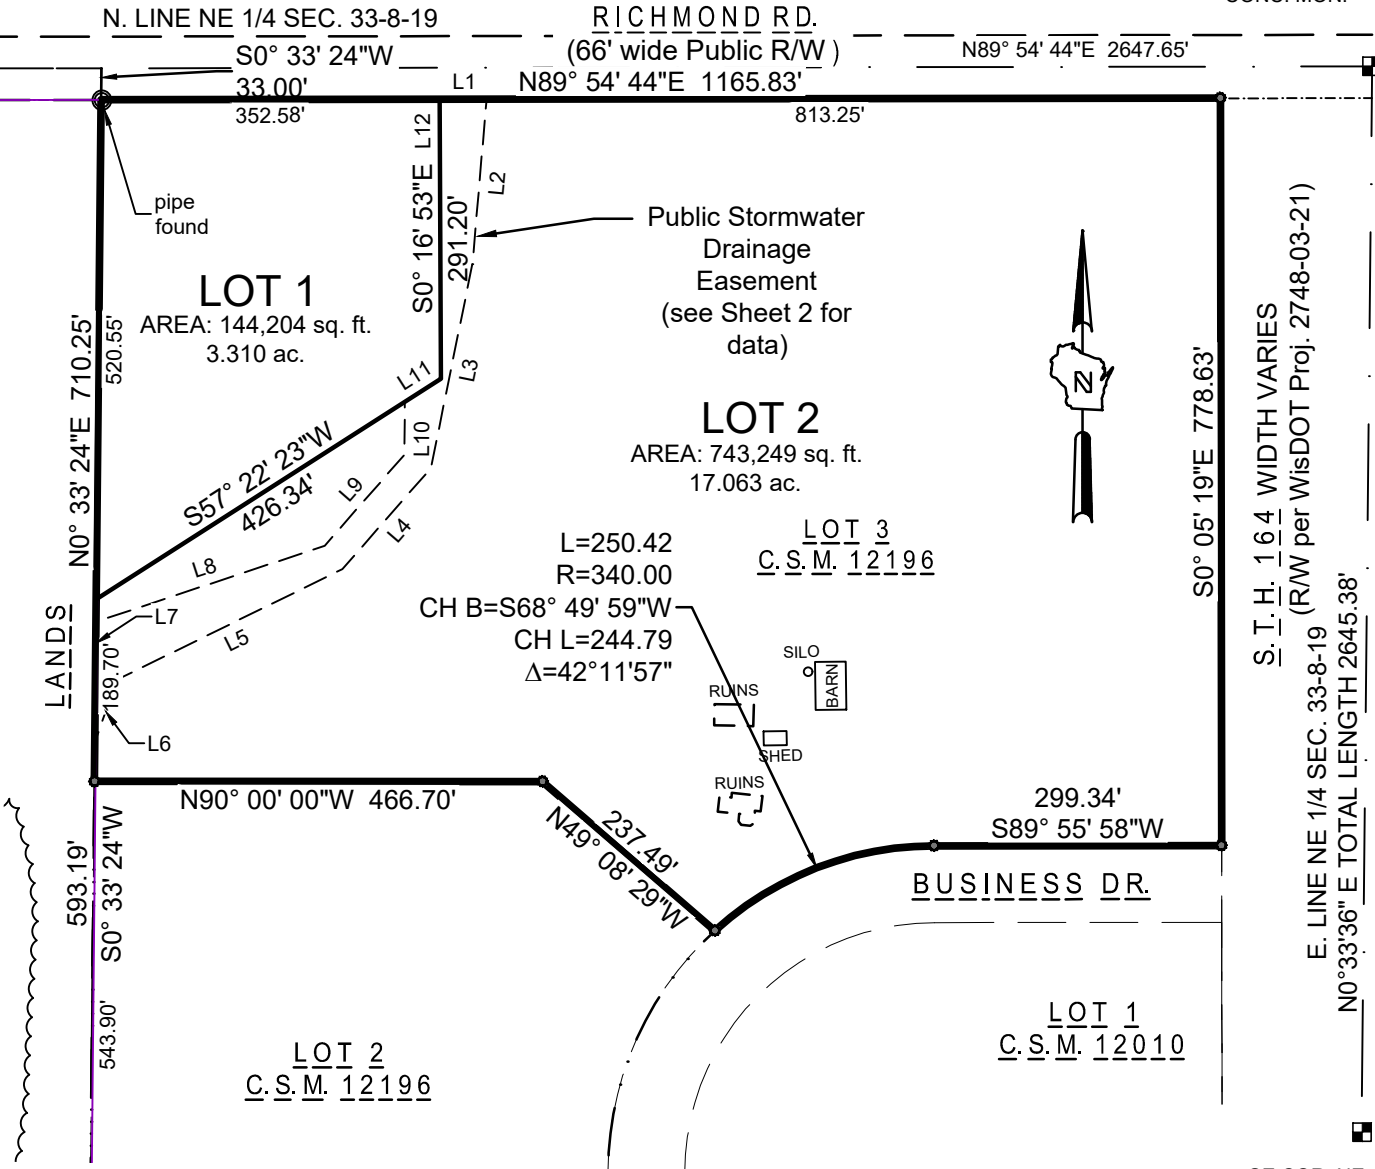 N. LINE NE 1/4 SEC. 33-8-19
RICHMOND RD.
(66' wide Public R/W )
N89° 54' 44"E 2647.65'
S0° 33' 24"W
33.00'
L1
N89° 54' 44"E 1165.83'
352.58'
813.25'
pipe
found
L12
S0° 16' 53"E
291.20'
L2
Public Stormwater
Drainage
Easement
(see Sheet 2 for
data)
LOT 1
AREA: 144,204 sq. ft.
3.310 ac.
N0° 33' 24"E 710.25'
520.55'
L11
L3
L10
S57° 22' 23"W
426.34'
L9
L4
L8
L5
L7
L6
189.70'
LANDS
LOT 2
AREA: 743,249 sq. ft.
17.063 ac.
N
LOT 3
C.S.M. 12196
L=250.42
R=340.00
CH B=S68° 49' 59"W
CH L=244.79
Δ=42°11'57"
SILO
BARN
RUINS
SHED
RUINS
S0° 05' 19"E 778.63'
S.T.H. 164 WIDTH VARIES
(R/W per WisDOT Proj. 2748-03-21)
E. LINE NE 1/4 SEC. 33-8-19
N0°33'36" E TOTAL LENGTH 2645.38'
N90° 00' 00"W 466.70'
237.49'
N49° 08' 29"W
299.34'
S89° 55' 58"W
BUSINESS DR.
593.19'
S0° 33' 24"W
543.90'
LOT 2
C.S.M. 12196
LOT 1
C.S.M. 12010